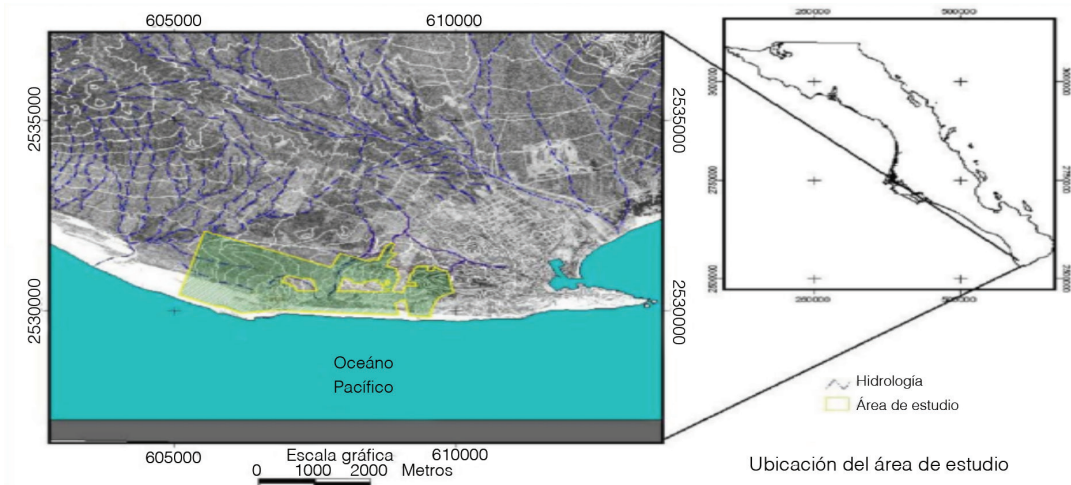 605000 610000
2535000
2530000
2535000
2530000
Oceáno
Pacífico
605000 610000
Escala gráfica
0 1000 2000 Metros
Hidrología
Área de estudio
Ubicación del área de estudio